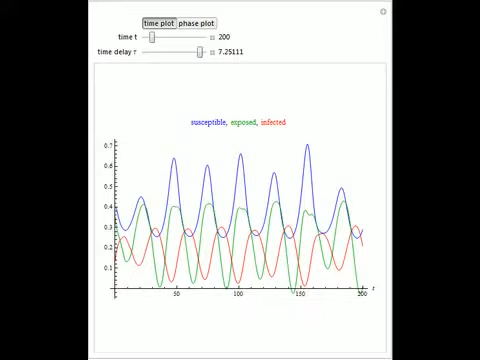 time plot phase plot
time t 200
time delay τ 7.25111
susceptible, exposed, infected
0.7
0.6
0.5
0.4
0.3
0.2
0.1
50 100 150 200 t